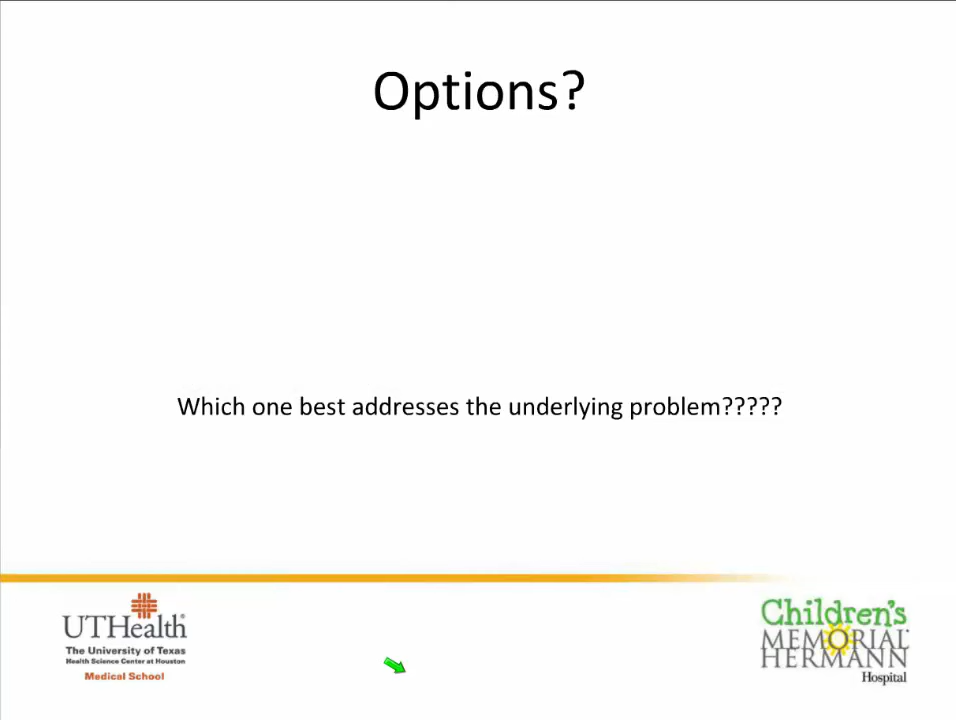 Options?
Which one best addresses the underlying problem?????
UTHealth
The University of Texas
Health Science Center at Houston
Medical School
Children's
MEMORIAL
HERMANN
Hospital